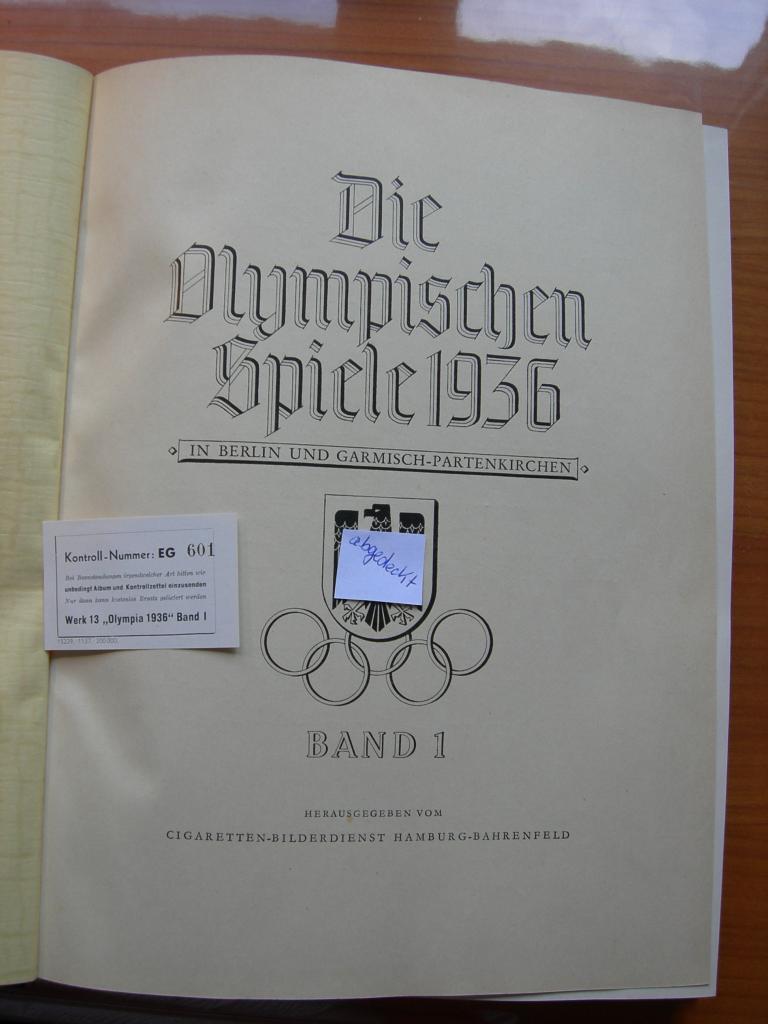 Die
Olympischen
Spiele 1936
IN BERLIN UND GARMISCH-PARTENKIRCHEN
abgedeckt
Kontroll-Nummer: EG 601
Bei Beanstandungen irgendwelcher Art bitten wir
unbedingt Album und Kontrollzettel einzusenden
Nur dann kann kostenlos Ersatz geliefert werden
Werk 13 „Olympia 1936“ Band I
BAND 1
HERAUSGEGEBEN VOM
CIGARETTEN-BILDERDIENST HAMBURG-BAHRENFELD